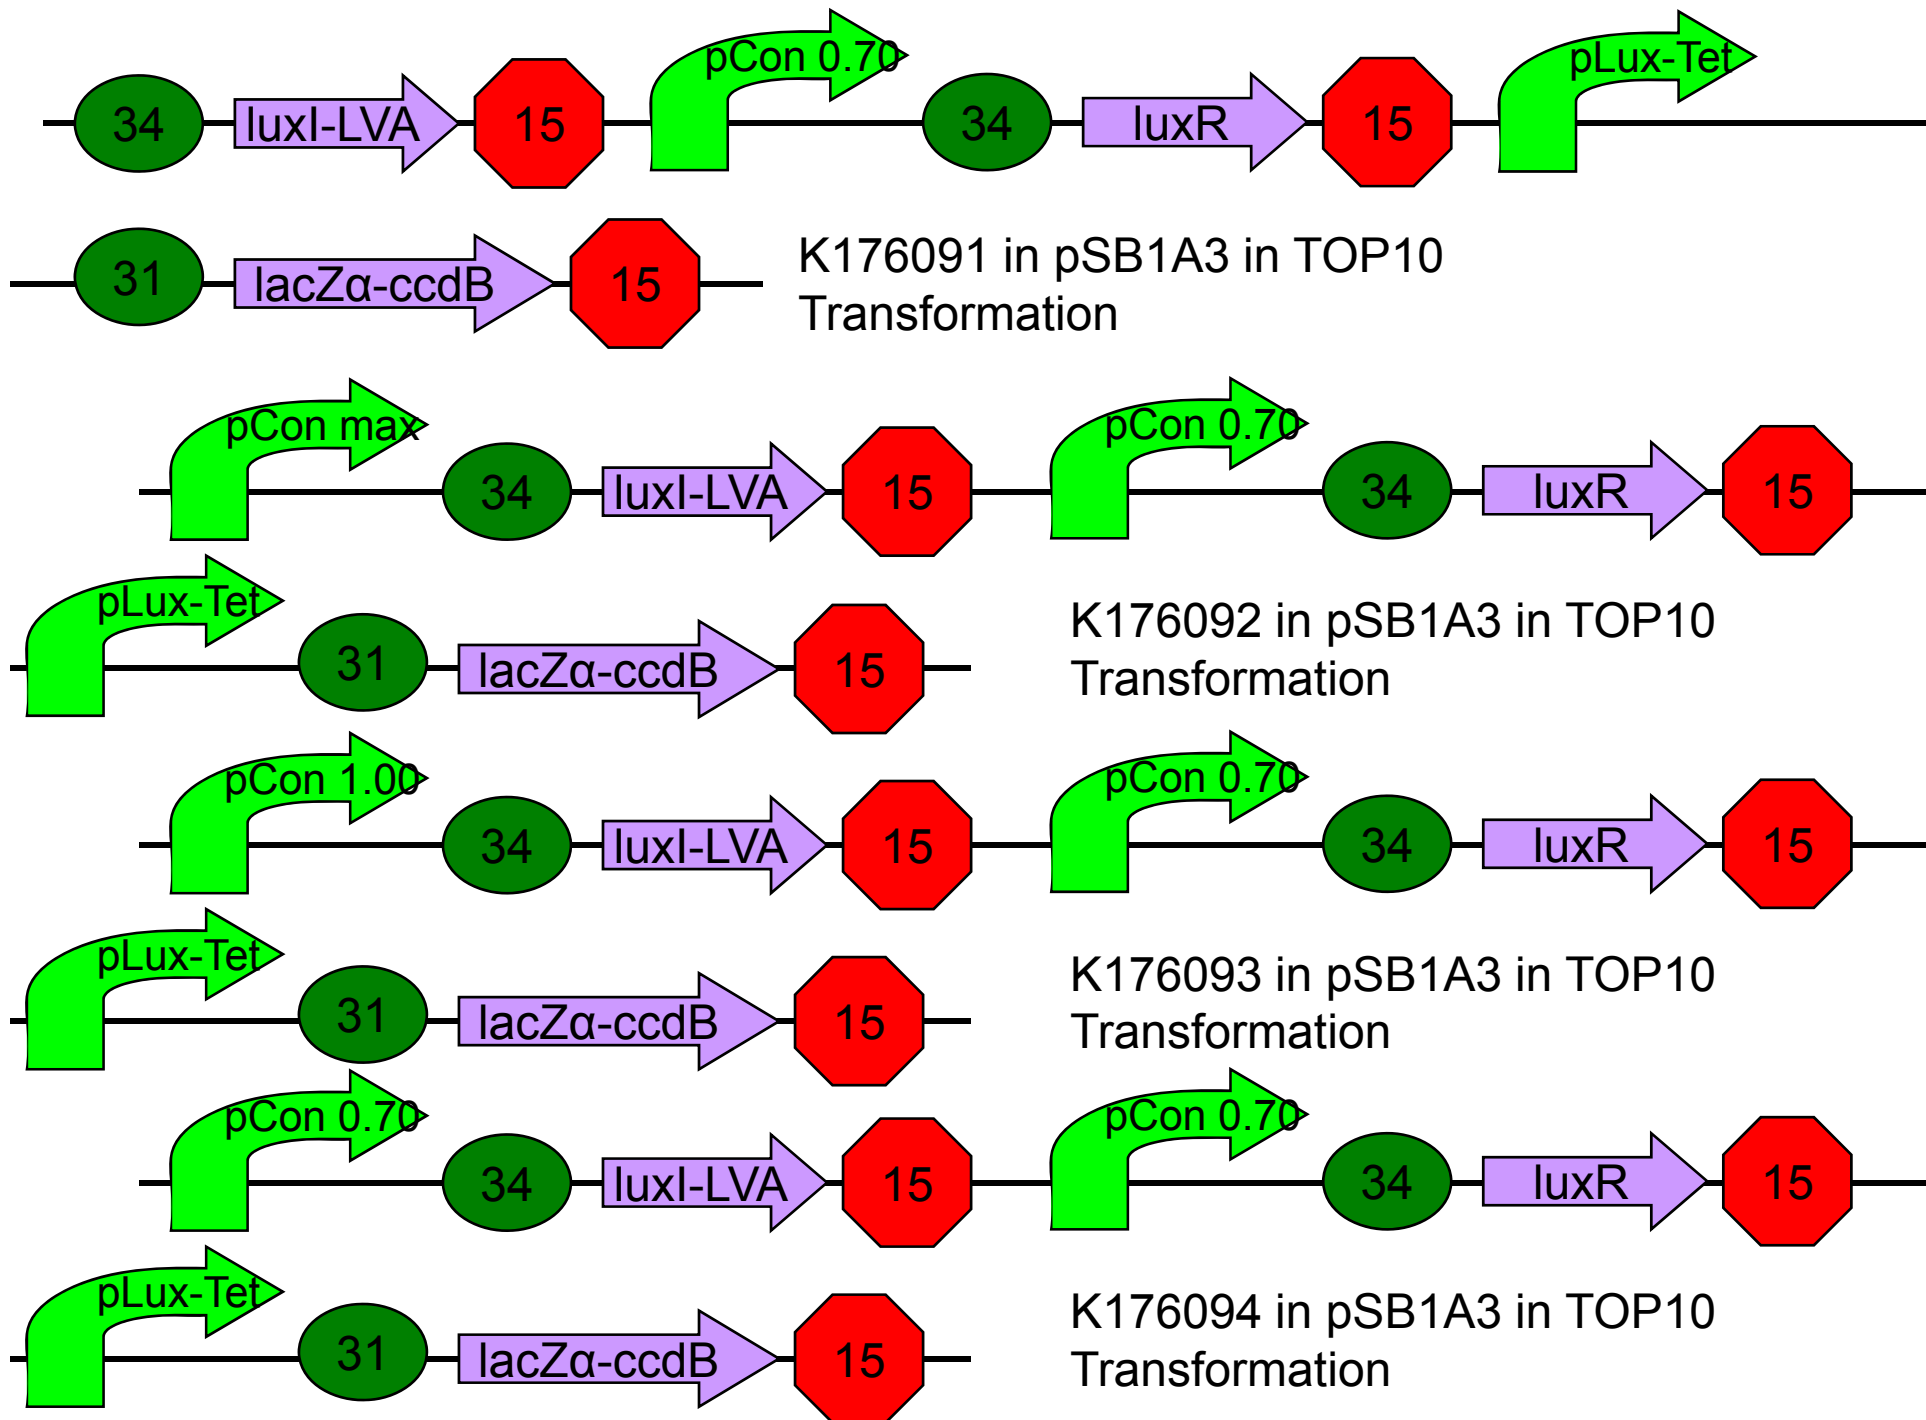 34 luxI-LVA 15 pCon 0.70 34 luxR 15 pLux-Tet
31 lacZα-ccdB 15 K176091 in pSB1A3 in TOP10
Transformation
pCon max 34 luxI-LVA 15 pCon 0.70 34 luxR 15
pLux-Tet 31 lacZα-ccdB 15 K176092 in pSB1A3 in TOP10
Transformation
pCon 1.00 34 luxI-LVA 15 pCon 0.70 34 luxR 15
pLux-Tet 31 lacZα-ccdB 15 K176093 in pSB1A3 in TOP10
Transformation
pCon 0.70 34 luxI-LVA 15 pCon 0.70 34 luxR 15
pLux-Tet 31 lacZα-ccdB 15 K176094 in pSB1A3 in TOP10
Transformation